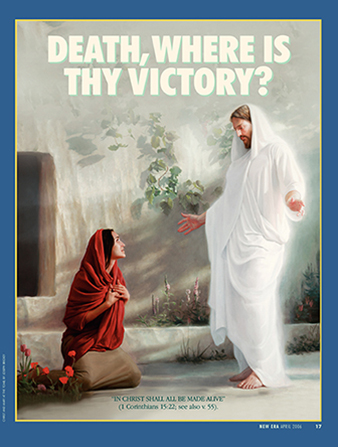 DEATH, WHERE IS
THY VICTORY?
"IN CHRIST SHALL ALL BE MADE ALIVE"
(1 Corinthians 15:22; see also v. 55).
NEW ERA APRIL 2006 17